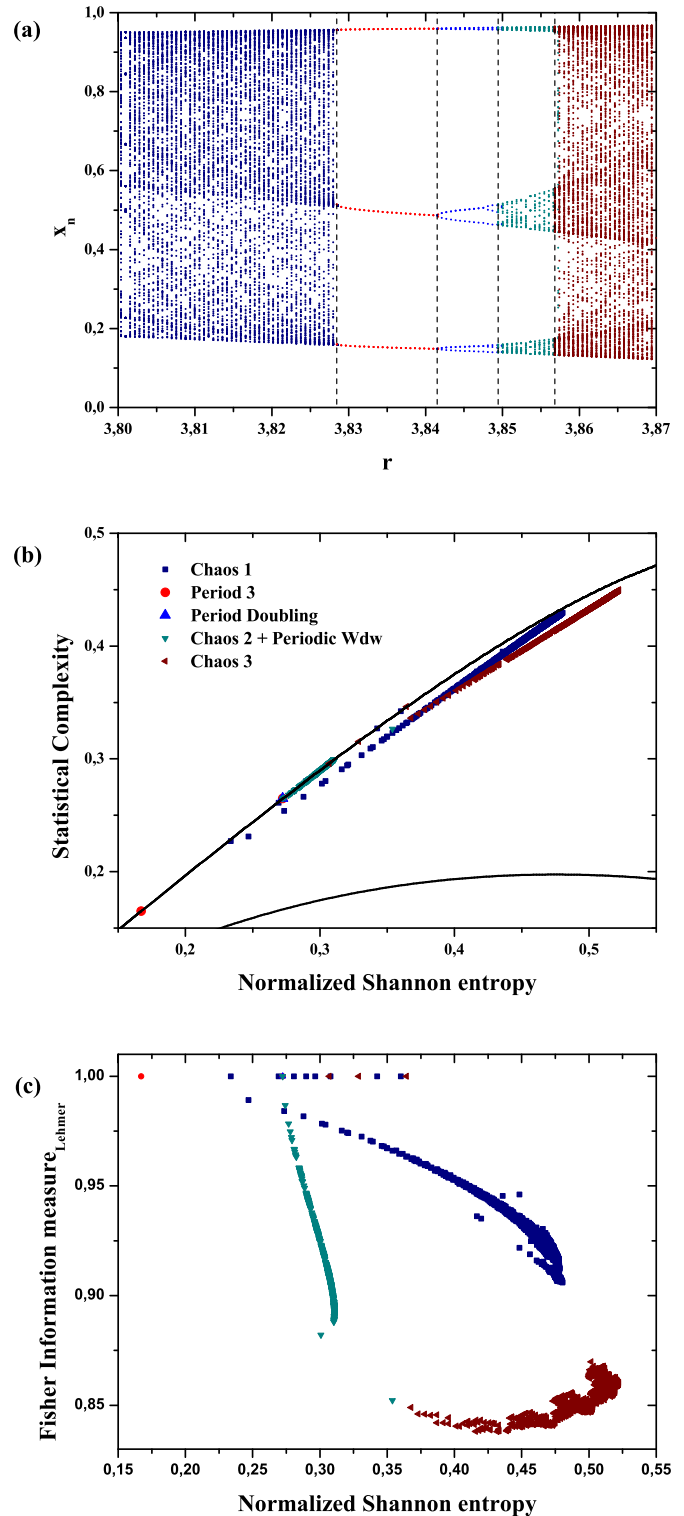 (a)
1,0
0,8
0,6
0,4
0,2
0,0
x_n
3,80 3,81 3,82 3,83 3,84 3,85 3,86 3,87
r
(b)
0,5
0,4
0,3
0,2
Statistical Complexity
Chaos 1
Period 3
Period Doubling
Chaos 2 + Periodic Wdw
Chaos 3
0,2 0,3 0,4 0,5
Normalized Shannon entropy
(c)
1,00
0,95
0,90
0,85
Fisher Information measure_Lehmer
0,15 0,20 0,25 0,30 0,35 0,40 0,45 0,50 0,55
Normalized Shannon entropy